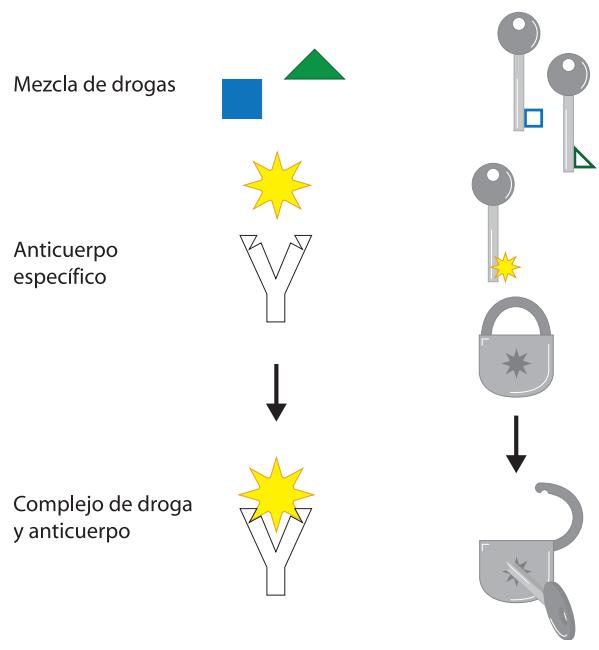 Mezcla de drogas
Anticuerpo
específico
Complejo de droga
y anticuerpo